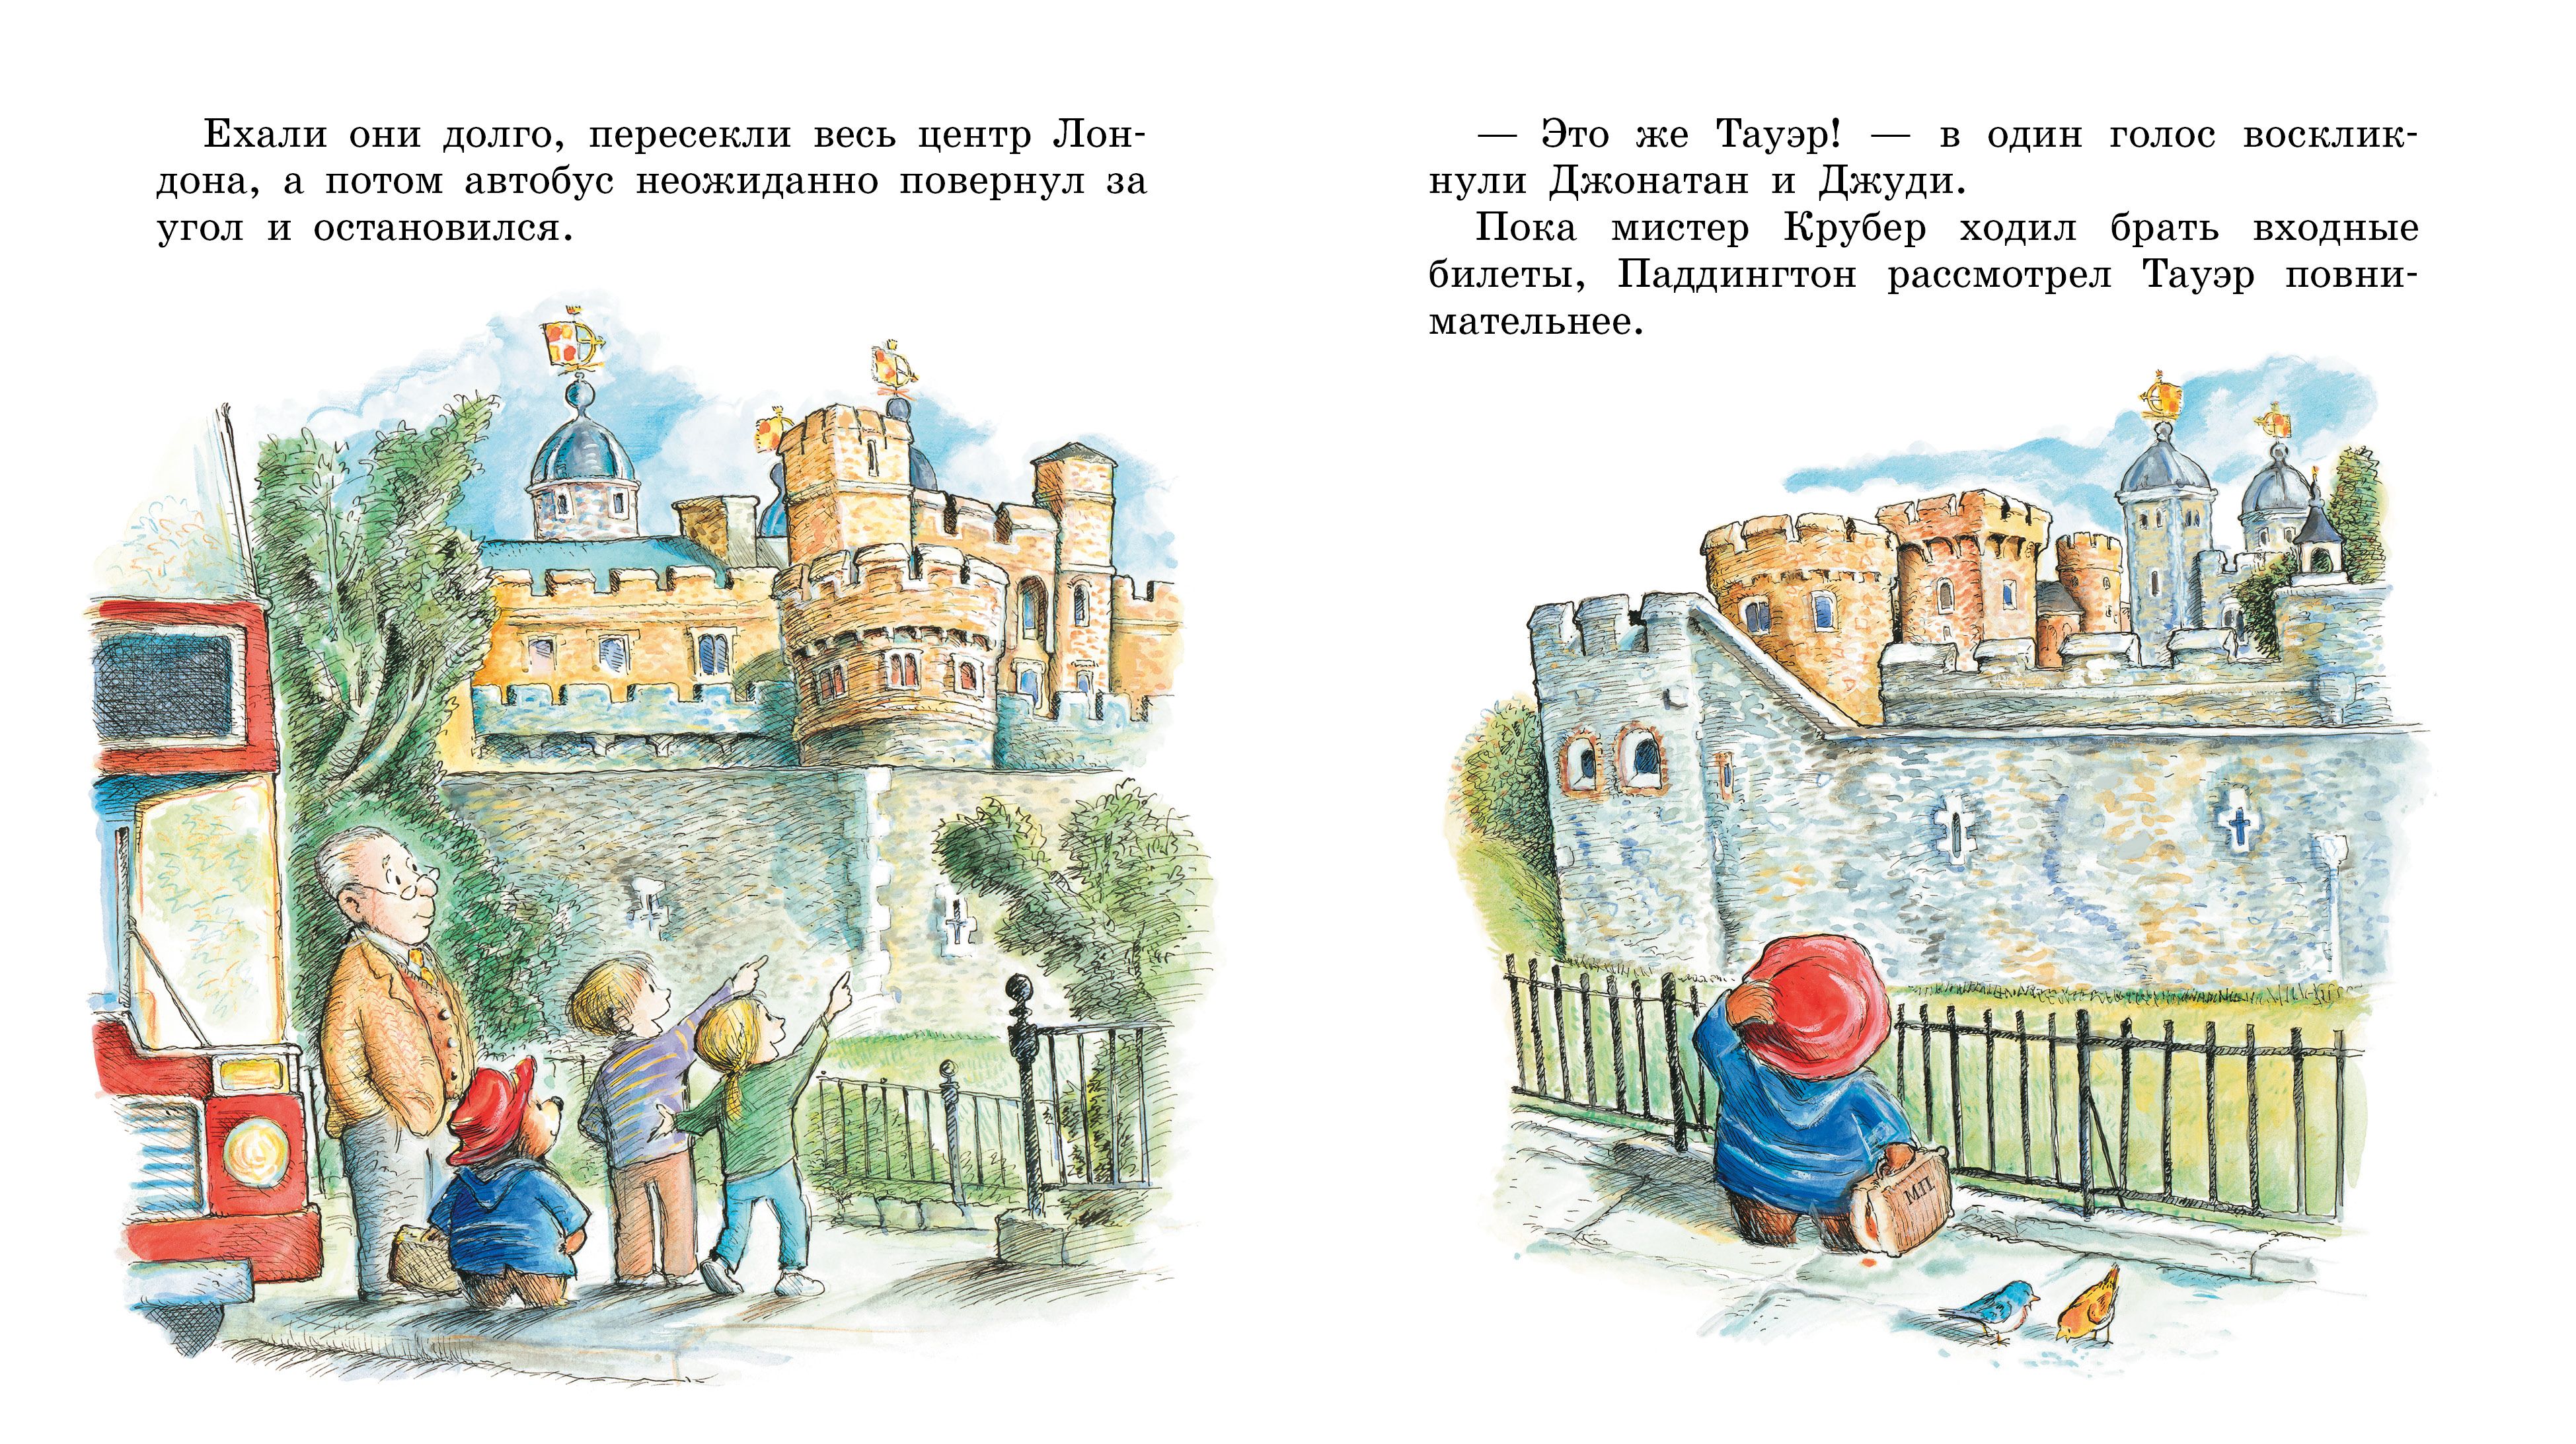 Ехали они долго, пересекли весь центр Лон-
дона, а потом автобус неожиданно повернул за
угол и остановился.
— Это же Тауэр! — в один голос восклик-
нули Джонатан и Джуди.
Пока мистер Крубер ходил брать входные
билеты, Паддингтон рассмотрел Тауэр повни-
мательнее.
М.П.